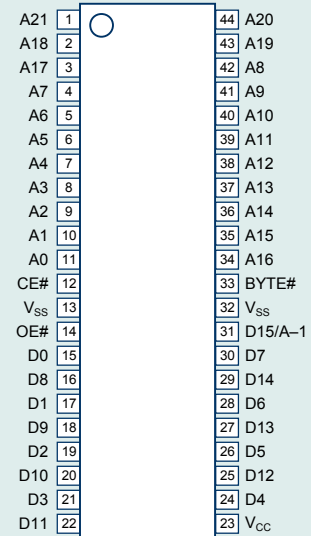 A21 1 44 A20
A18 2 43 A19
A17 3 42 A8
A7 4 41 A9
A6 5 40 A10
A5 6 39 A11
A4 7 38 A12
A3 8 37 A13
A2 9 36 A14
A1 10 35 A15
A0 11 34 A16
CE# 12 33 BYTE#
VSS 13 32 VSS
OE# 14 31 D15/A–1
D0 15 30 D7
D8 16 29 D14
D1 17 28 D6
D9 18 27 D13
D2 19 26 D5
D10 20 25 D12
D3 21 24 D4
D11 22 23 VCC